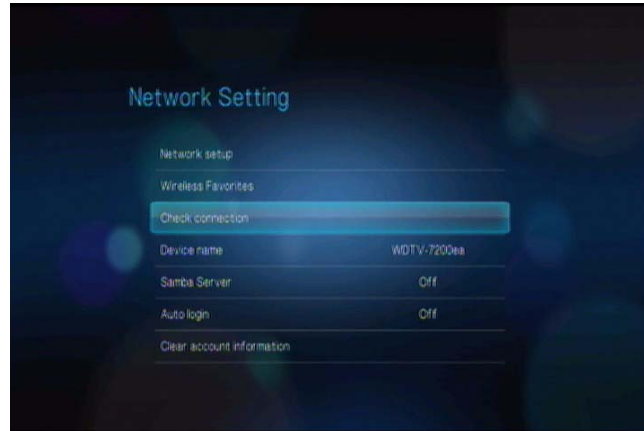 Network Setting
Network setup
Wireless Favorites
Check connection
Device name WDTV-7200ea
Samba Server Off
Auto login Off
Clear account information